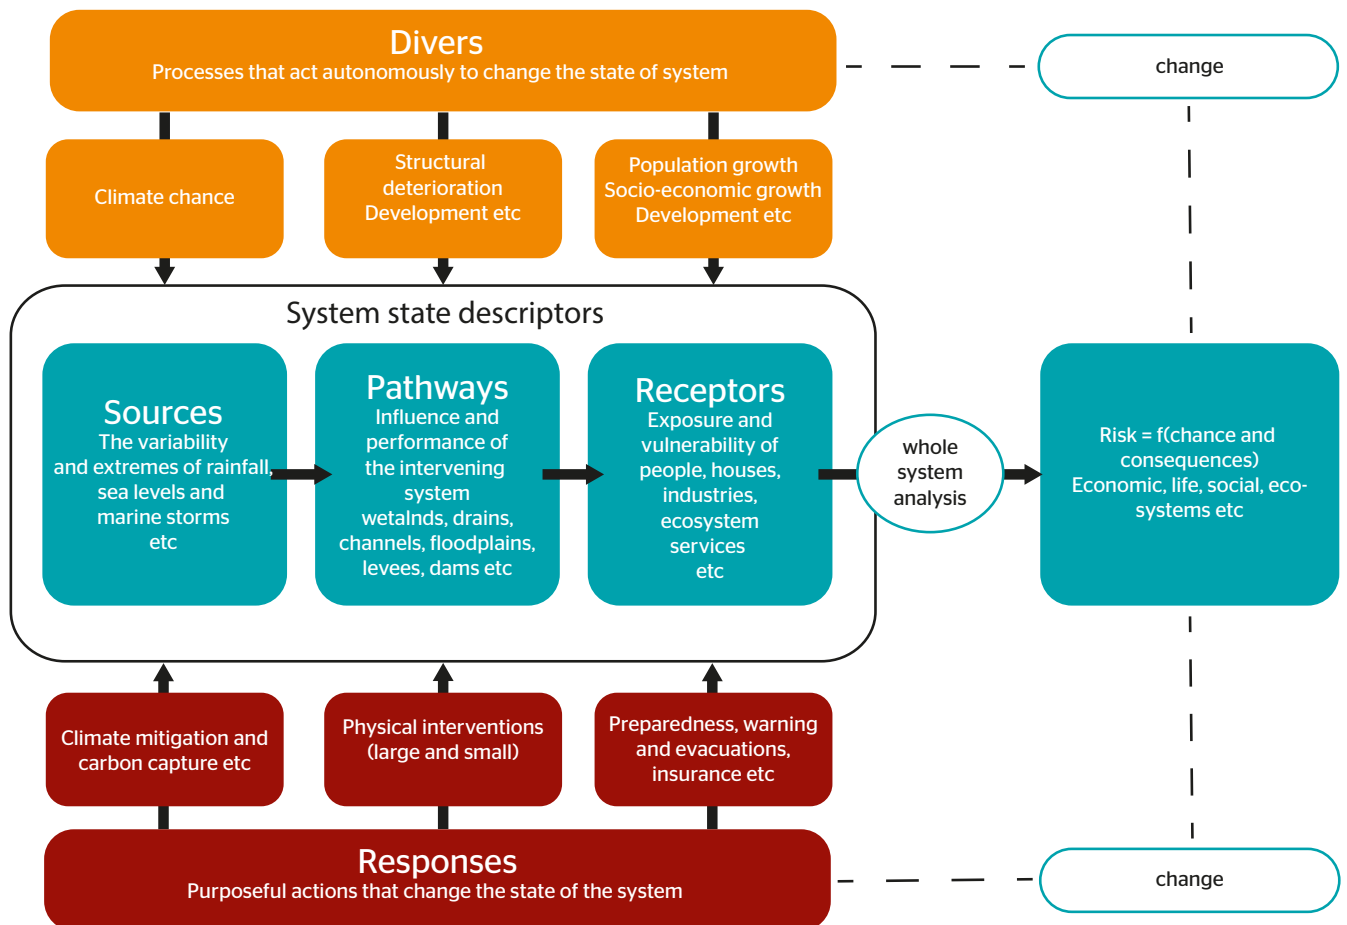 Divers
Processes that act autonomously to change the state of system
change
Climate chance
Structural
deterioration
Development etc
Population growth
Socio-economic growth
Development etc
System state descriptors
Sources
The variability
and extremes of rainfall,
sea levels and
marine storms
etc
Pathways
Influence and
performance of
the intervening
system
wetalnds, drains,
channels, floodplains,
levees, dams etc
Receptors
Exposure and
vulnerability of
people, houses,
industries,
ecosystem
services
etc
whole
system
analysis
Risk = f(chance and
consequences)
Economic, life, social, eco-
systems etc
Climate mitigation and
carbon capture etc
Physical interventions
(large and small)
Preparedness, warning
and evacuations,
insurance etc
Responses
Purposeful actions that change the state of the system
change